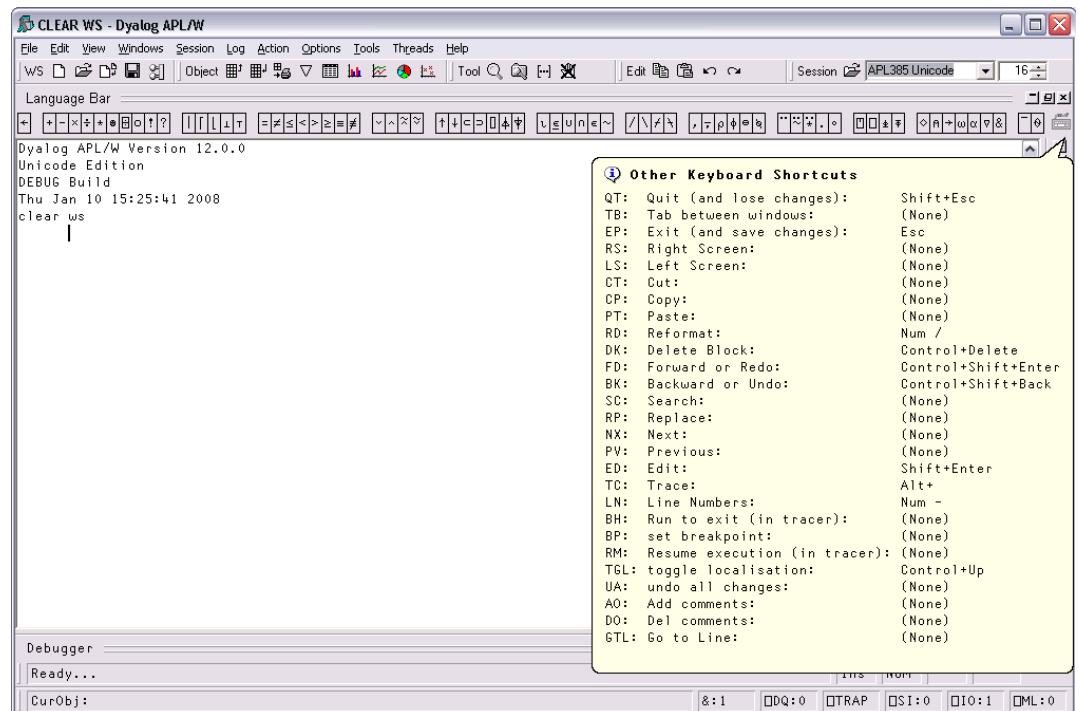 CLEAR WS - Dyalog APL/W
File Edit View Windows Session Log Action Options Tools Threads Help
WS Object Tool Edit Session APL385 Unicode 16
Language Bar
← +-×÷*⍟⌹○!? |⌈⌊⊥⊤ =≠≤<>≥≡≢ ∨∧⍱⍲ ↑↓⊂⊃⌷⍋⍒ ⍳⍷∪∩∊~ /\⌿⍀ ,⍪⍴⌽⊖⍉ ¨⍨⍣.∘ ⍞⎕⍎⍕ ⋄⍝→⍵⍺∇& ¯⍬
Dyalog APL/W Version 12.0.0
Unicode Edition
DEBUG Build
Thu Jan 10 15:25:41 2008
clear ws
Other Keyboard Shortcuts
QT: Quit (and lose changes): Shift+Esc
TB: Tab between windows: (None)
EP: Exit (and save changes): Esc
RS: Right Screen: (None)
LS: Left Screen: (None)
CT: Cut: (None)
CP: Copy: (None)
PT: Paste: (None)
RD: Reformat: Num /
DK: Delete Block: Control+Delete
FD: Forward or Redo: Control+Shift+Enter
BK: Backward or Undo: Control+Shift+Back
SC: Search: (None)
RP: Replace: (None)
NX: Next: (None)
PV: Previous: (None)
ED: Edit: Shift+Enter
TC: Trace: Alt+
LN: Line Numbers: Num -
BH: Run to exit (in tracer): (None)
BP: set breakpoint: (None)
RM: Resume execution (in tracer): (None)
TGL: toggle localisation: Control+Up
UA: undo all changes: (None)
AO: Add comments: (None)
DO: Del comments: (None)
GTL: Go to Line: (None)
Debugger
Ready... Ins Num
CurObj: &:1 ⎕DQ:0 ⎕TRAP ⎕SI:0 ⎕IO:1 ⎕ML:0